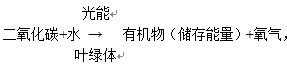 光能
二氧化碳+水 → 有机物（储存能量）+氧气，
叶绿体